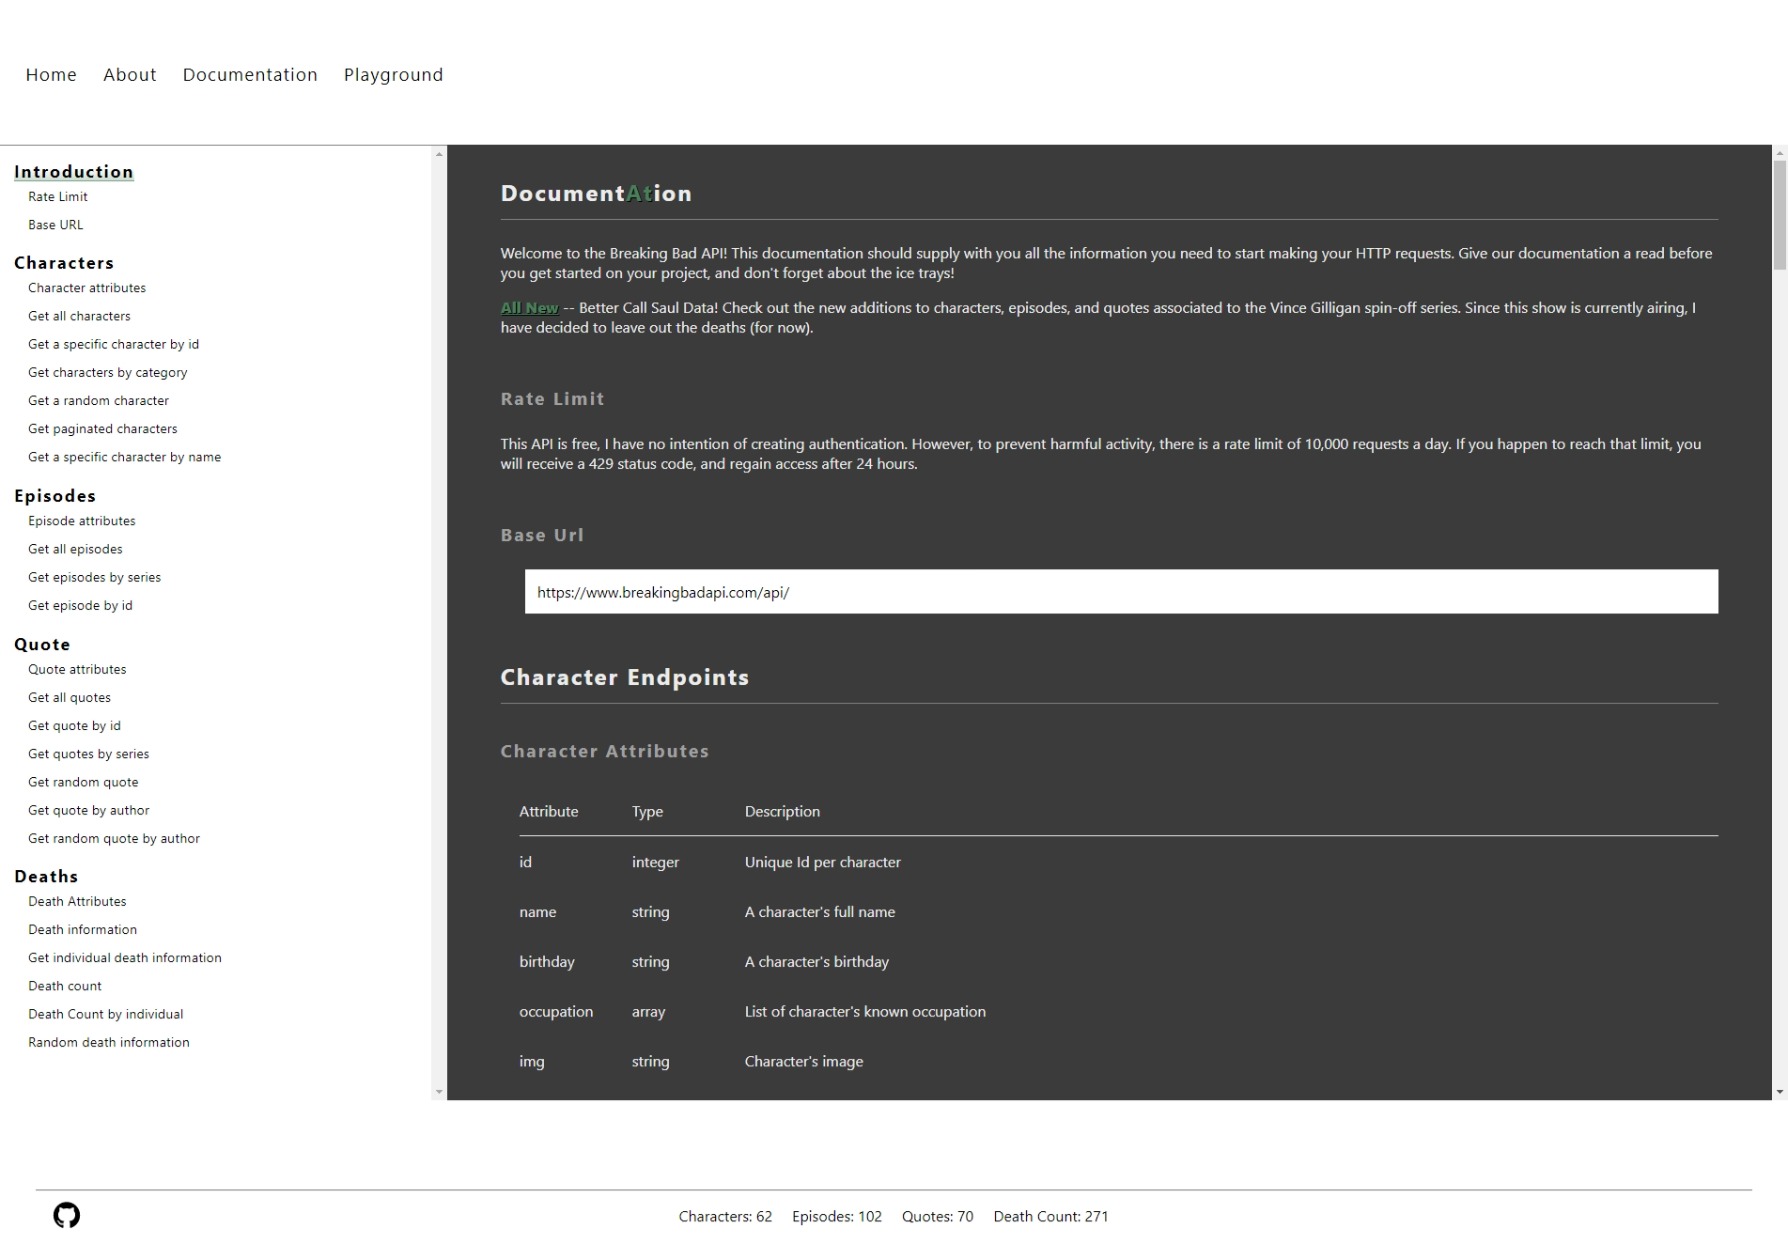 Home About Documentation Playground
Introduction
Rate Limit
Base URL
Characters
Character attributes
Get all characters
Get a specific character by id
Get characters by category
Get a random character
Get paginated characters
Get a specific character by name
Episodes
Episode attributes
Get all episodes
Get episodes by series
Get episode by id
Quote
Quote attributes
Get all quotes
Get quote by id
Get quotes by series
Get random quote
Get quote by author
Get random quote by author
Deaths
Death Attributes
Death information
Get individual death information
Death count
Death Count by individual
Random death information
DocumentAtion
Welcome to the Breaking Bad API! This documentation should supply with you all the information you need to start making your HTTP requests. Give our documentation a read before
you get started on your project, and don't forget about the ice trays!
All New -- Better Call Saul Data! Check out the new additions to characters, episodes, and quotes associated to the Vince Gilligan spin-off series. Since this show is currently airing, I
have decided to leave out the deaths (for now).
Rate Limit
This API is free, I have no intention of creating authentication. However, to prevent harmful activity, there is a rate limit of 10,000 requests a day. If you happen to reach that limit, you
will receive a 429 status code, and regain access after 24 hours.
Base Url
https://www.breakingbadapi.com/api/
Character Endpoints
Character Attributes
Attribute Type Description
id integer Unique Id per character
name string A character's full name
birthday string A character's birthday
occupation array List of character's known occupation
img string Character's image
Characters: 62 Episodes: 102 Quotes: 70 Death Count: 271